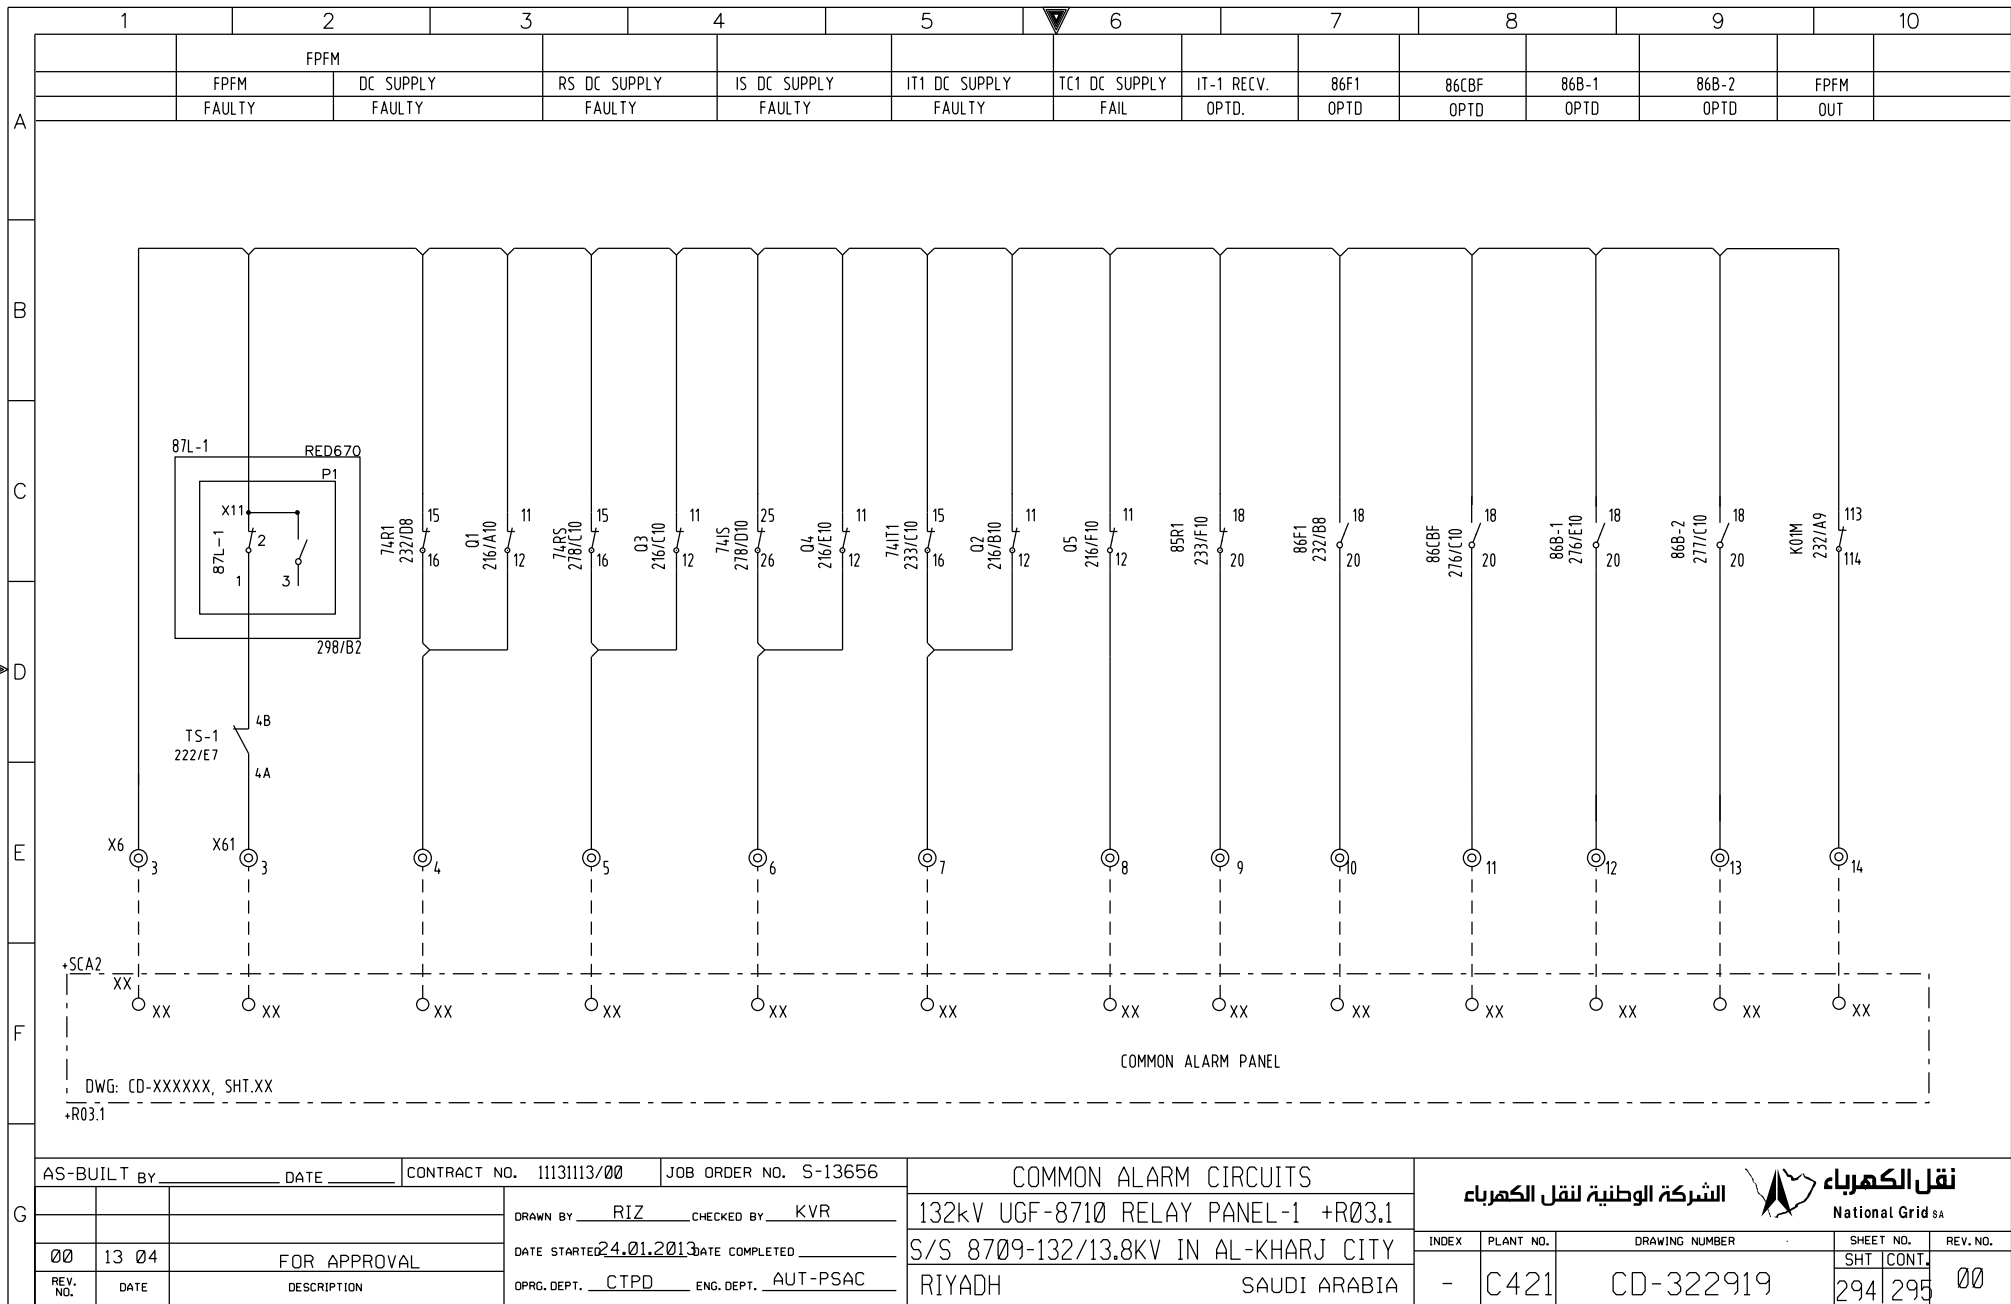 1 2 3 4 5 6 7 8 9 10
FPFM
FPFM DC SUPPLY RS DC SUPPLY IS DC SUPPLY IT1 DC SUPPLY TC1 DC SUPPLY IT-1 RECV. 86F1 86CBF 86B-1 86B-2 FPFM
FAULTY FAULTY FAULTY FAULTY FAULTY FAIL OPTD. OPTD OPTD OPTD OPTD OUT
A
B
C
D
E
F
G
87L-1 RED670
P1
X11
87L-1
2
1 3
298/B2
TS-1
222/E7
4B
4A
74R1
232/D8
15
16
Q1
216/A10
11
12
74RS
278/C10
15
16
Q3
216/C10
11
12
74IS
278/D10
25
26
Q4
216/E10
11
12
74IT1
233/C10
15
16
Q2
216/B10
11
12
Q5
216/F10
11
12
85R1
233/F10
18
20
86F1
232/B8
18
20
86CBF
276/C10
18
20
86B-1
276/E10
18
20
86B-2
277/C10
18
20
K01M
232/A9
113
114
X6 3 X61 3 4 5 6 7 8 9 10 11 12 13 14
+SCA2
XX
XX XX XX XX XX XX XX XX XX XX XX XX XX
COMMON ALARM PANEL
DWG: CD-XXXXXX, SHT.XX
+R03.1
AS-BUILT BY DATE CONTRACT NO. 11131113/00 JOB ORDER NO. S-13656
DRAWN BY RIZ CHECKED BY KVR
DATE STARTED 24.01.2013 DATE COMPLETED
OPRG. DEPT. CTPD ENG. DEPT. AUT-PSAC
00 13 04 FOR APPROVAL
REV. NO. DATE DESCRIPTION
COMMON ALARM CIRCUITS
132kV UGF-8710 RELAY PANEL-1 +R03.1
S/S 8709-132/13.8KV IN AL-KHARJ CITY
RIYADH SAUDI ARABIA
الشركة الوطنية لنقل الكهرباء
نقل الكهرباء
National Grid SA
INDEX PLANT NO. DRAWING NUMBER SHEET NO. REV. NO.
SHT CONT.
- C421 CD-322919 294 295 00